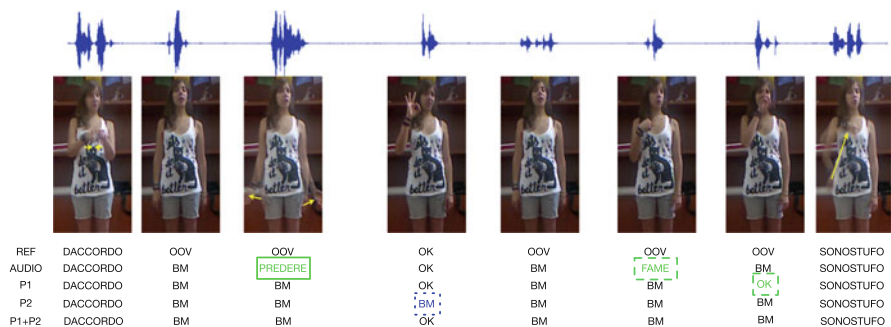 REF DACCORDO OOV OOV OK OOV OOV OOV SONOSTUFO
AUDIO DACCORDO BM PREDERE OK BM FAME BM SONOSTUFO
P1 DACCORDO BM BM OK BM BM OK SONOSTUFO
P2 DACCORDO BM BM BM BM BM BM SONOSTUFO
P1+P2 DACCORDO BM BM OK BM BM BM SONOSTUFO